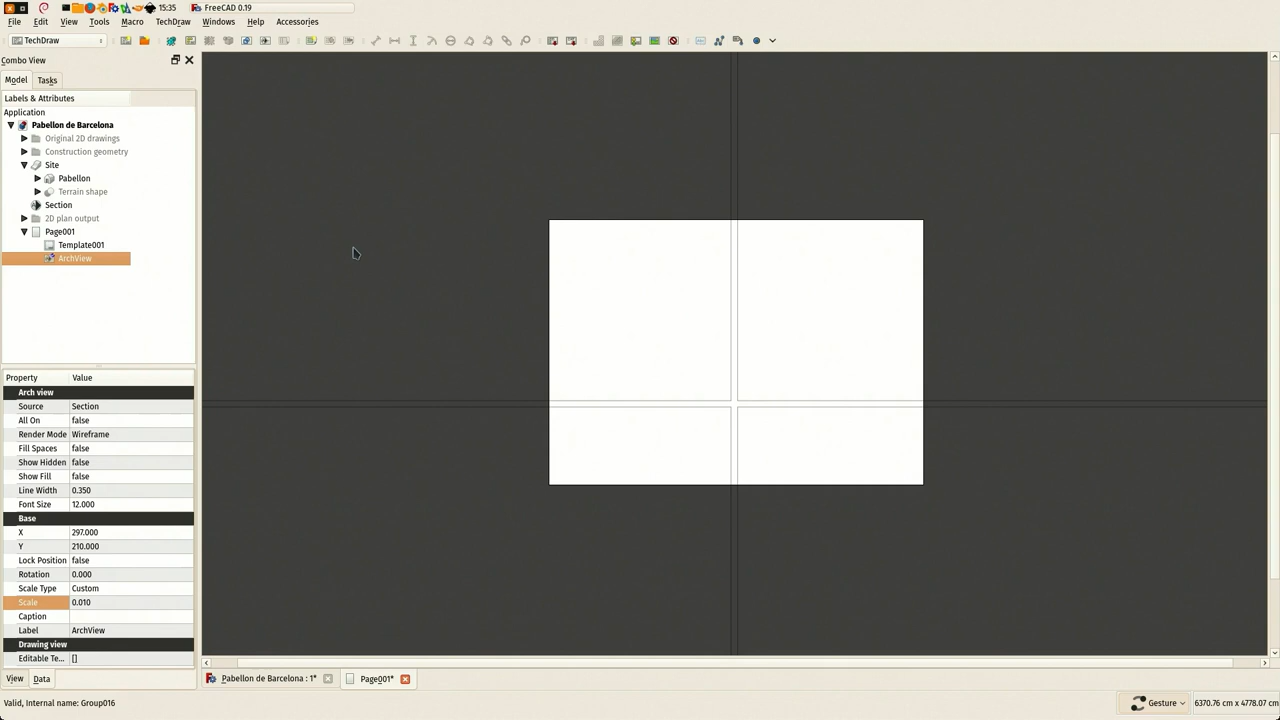 15:35 FreeCAD 0.19
File Edit View Tools Macro TechDraw Windows Help Accessories
TechDraw
Combo View
Model Tasks
Labels & Attributes
Application
Pabellon de Barcelona
Original 2D drawings
Construction geometry
Site
Pabellon
Terrain shape
Section
2D plan output
Page001
Template001
ArchView
Property Value
Arch view
Source Section
All On false
Render Mode Wireframe
Fill Spaces false
Show Hidden false
Show Fill false
Line Width 0.350
Font Size 12.000
Base
X 297.000
Y 210.000
Lock Position false
Rotation 0.000
Scale Type Custom
Scale 0.010
Caption
Label ArchView
Drawing view
Editable Te... []
View Data
Pabellon de Barcelona : 1* Page001*
Valid, Internal name: Group016
Gesture 6370.76 cm x 4778.07 cm